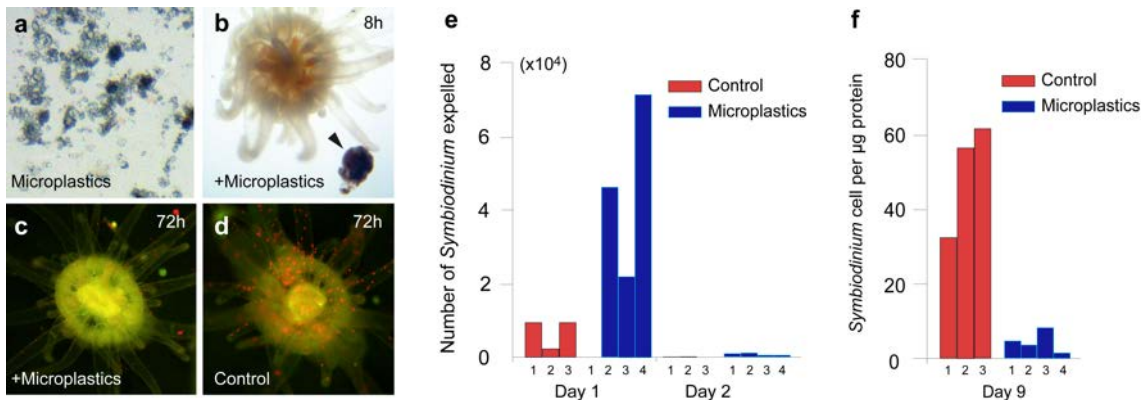 a
Microplastics
b
8h
+Microplastics
c
72h
+Microplastics
d
72h
Control
e
(x10⁴)
Number of Symbiodinium expelled
8
6
4
2
0
Control
Microplastics
1 2 3 1 2 3 4 1 2 3 1 2 3 4
Day 1 Day 2
f
Symbiodinium cell per µg protein
80
60
40
20
0
Control
Microplastics
1 2 3 1 2 3 4
Day 9